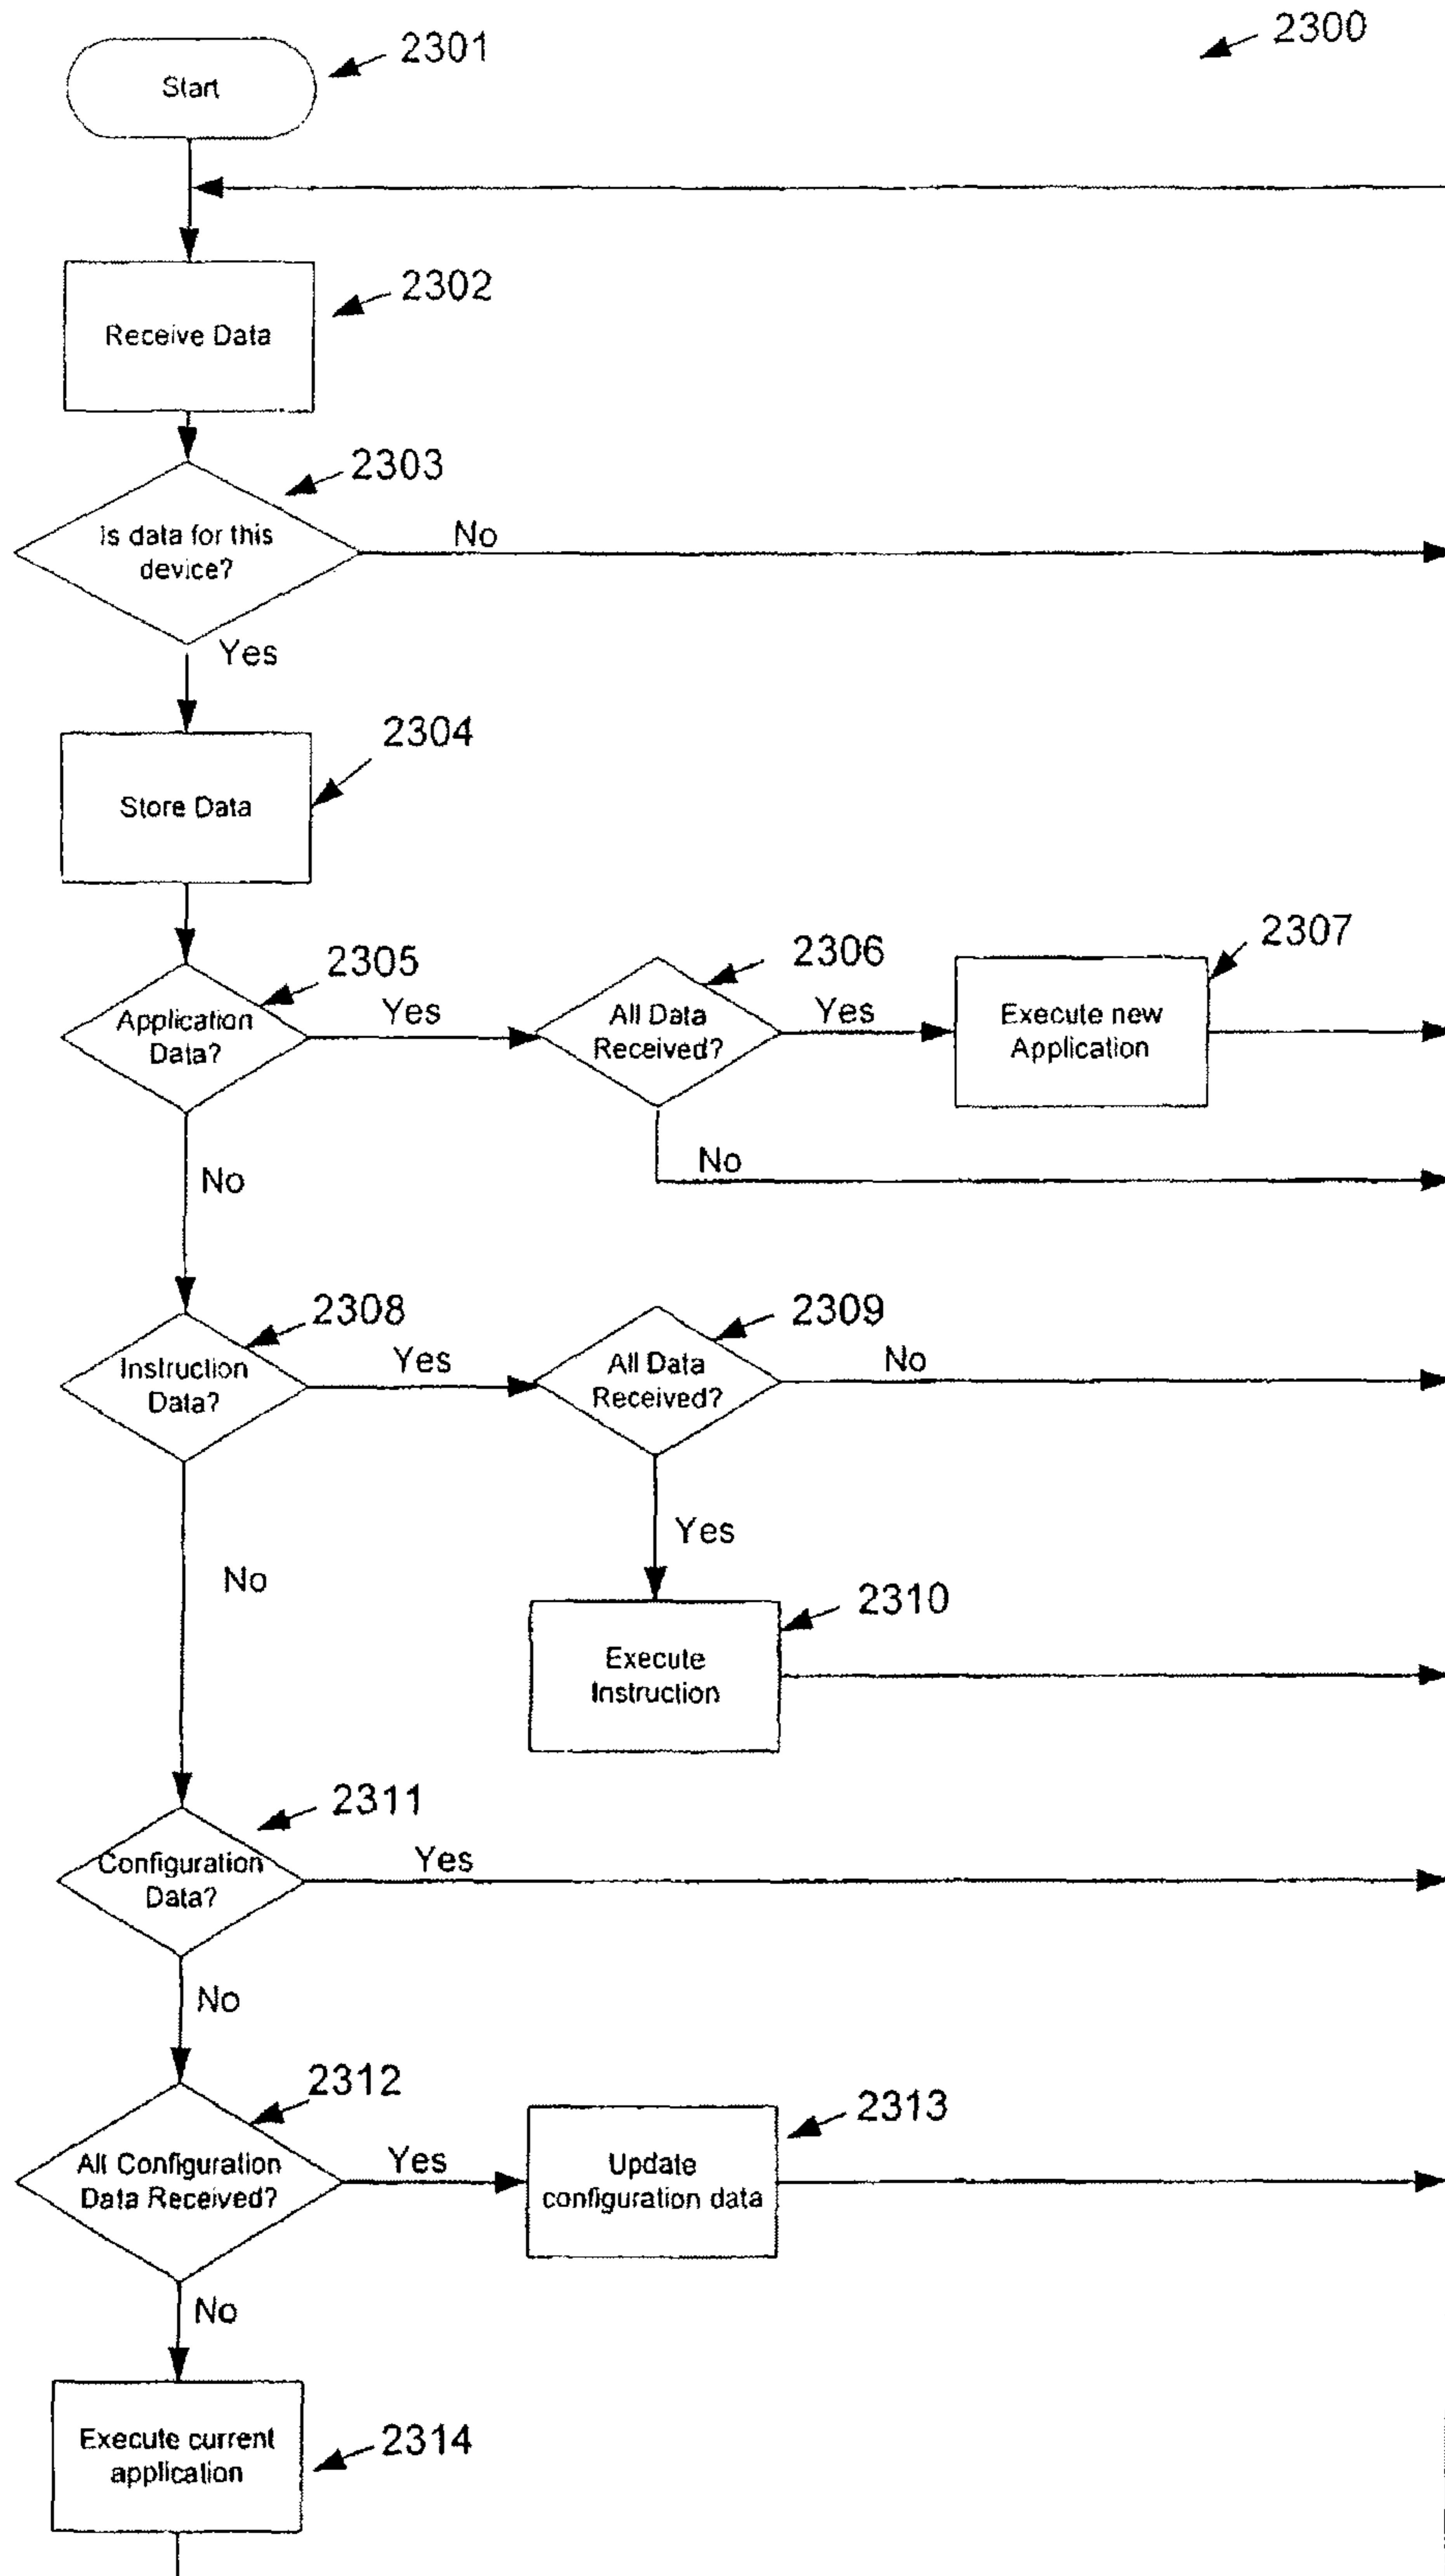 2300
Start
2301
Receive Data
2302
Is data for this
device?
2303
No
Yes
Store Data
2304
Application
Data?
2305
Yes
All Data
Received?
2306
Yes
Execute new
Application
2307
No
No
Instruction
Data?
2308
Yes
All Data
Received?
2309
No
Yes
Execute
Instruction
2310
No
Configuration
Data?
2311
Yes
No
All Configuration
Data Received?
2312
Yes
Update
configuration data
2313
No
Execute current
application
2314